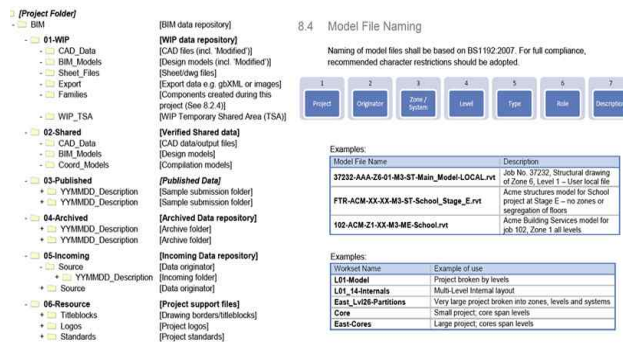 [Project Folder]
- BIM [BIM data repository]
- 01-WIP [WIP data repository]
- CAD_Data [CAD files (incl. 'Modified')]
- BIM_Models [Design models (incl. 'Modified')]
- Sheet_Files [Sheet/dwg files]
- Export [Export data e.g. gbXML or images]
- Families [Components created during this
project (See 8.2.4)]
- WIP_TSA [WIP Temporary Shared Area (TSA)]
- 02-Shared [Verified Shared data]
- CAD_Data [CAD data/output files]
- BIM_Models [Design models]
- Coord_Models [Compilation models]
- 03-Published [Published Data]
+ YYMMDD_Description [Sample submission folder]
+ YYMMDD_Description [Sample submission folder]
- 04-Archived [Archived Data repository]
+ YYMMDD_Description [Archive folder]
+ YYMMDD_Description [Archive folder]
- 05-Incoming [Incoming Data repository]
- Source [Data originator]
+ YYMMDD_Description [Incoming folder]
+ Source [Data originator]
- 06-Resource [Project support files]
+ Titleblocks [Drawing borders/titleblocks]
+ Logos [Project logos]
+ Standards [Project standards]
8.4 Model File Naming
Naming of model files shall be based on BS1192:2007. For full compliance,
recommended character restrictions should be adopted.
1 2 3 4 5 6 7
Project Originator Zone / System Level Type Role Description
Examples:
Model File Name Description
37232-AAA-Z6-01-M3-ST-Main_Model-LOCAL.rvt Job No. 37232, Structural drawing
of Zone 6, Level 1 – User local file
FTR-ACM-XX-XX-M3-ST-School_Stage_E.rvt Acme structures model for School
project at Stage E – no zones or
segregation of floors
102-ACM-Z1-XX-M3-ME-School.rvt Acme Building Services model for
job 102, Zone 1 all levels
Examples:
Workset Name Example of use
L01-Model Project broken by levels
L01_14-Internals Multi-Level Internal layout
East_Lvl26-Partitions Very large project broken into zones, levels and systems
Core Small project; core span levels
East-Cores Large project; cores span levels